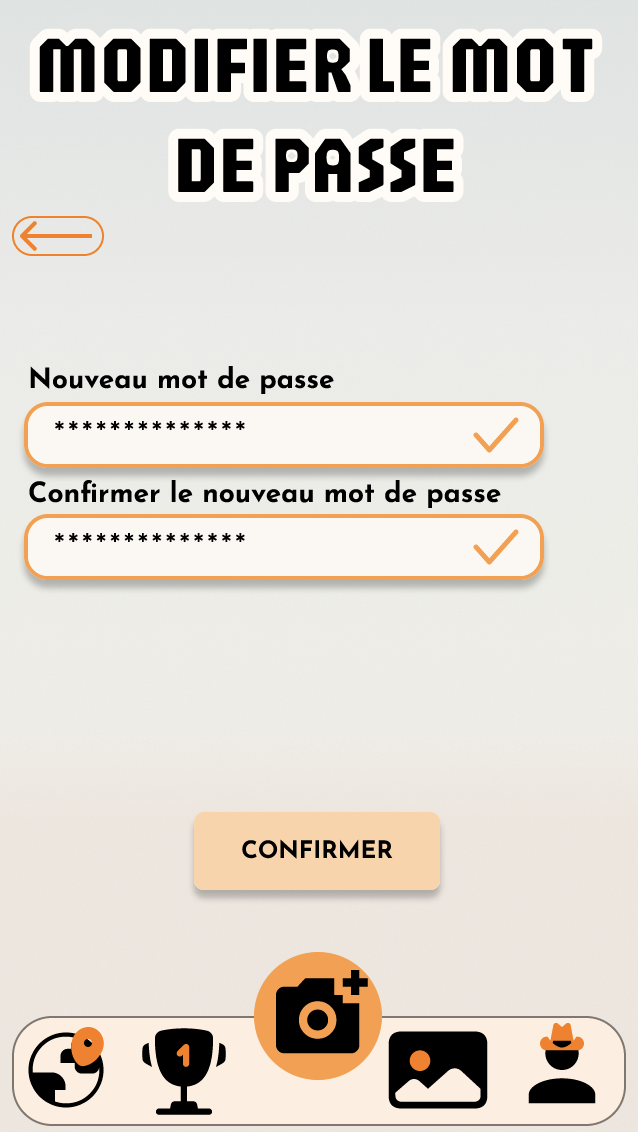 MODIFIER LE MOT
DE PASSE
Nouveau mot de passe
**************
Confirmer le nouveau mot de passe
**************
CONFIRMER
1